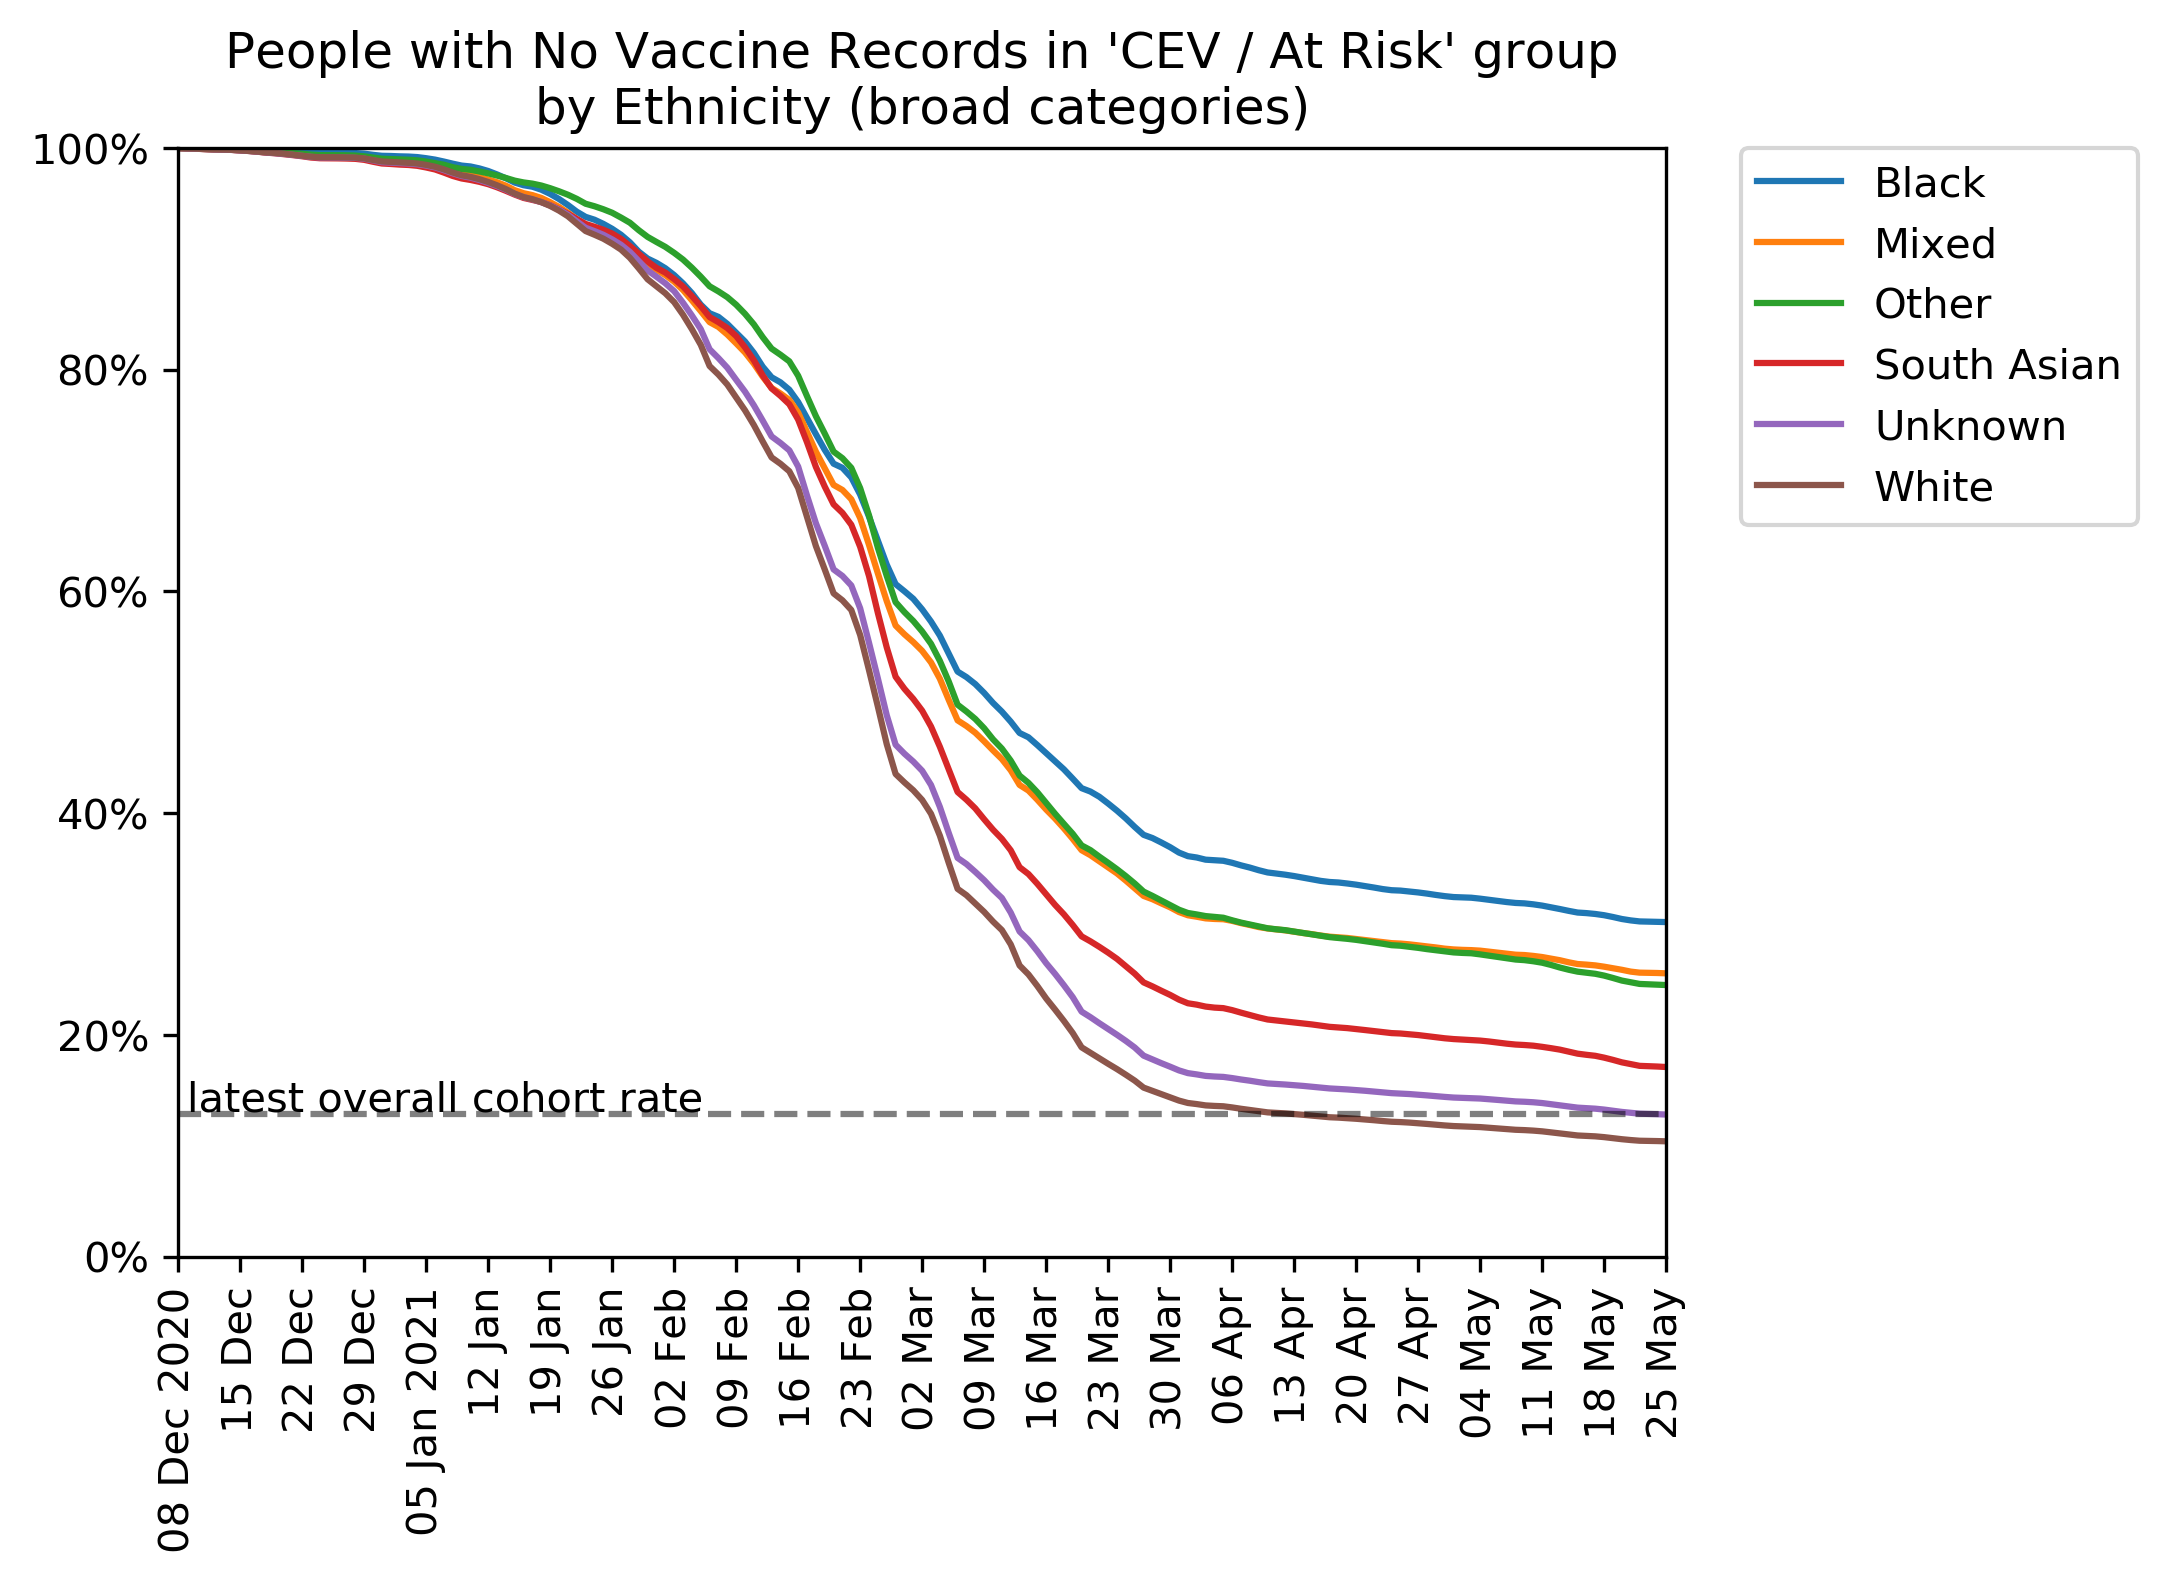 People with No Vaccine Records in 'CEV / At Risk' group
by Ethnicity (broad categories)
100%
80%
60%
40%
20%
0%
latest overall cohort rate
08 Dec 2020
15 Dec
22 Dec
29 Dec
05 Jan 2021
12 Jan
19 Jan
26 Jan
02 Feb
09 Feb
16 Feb
23 Feb
02 Mar
09 Mar
16 Mar
23 Mar
30 Mar
06 Apr
13 Apr
20 Apr
27 Apr
04 May
11 May
18 May
25 May
Black
Mixed
Other
South Asian
Unknown
White